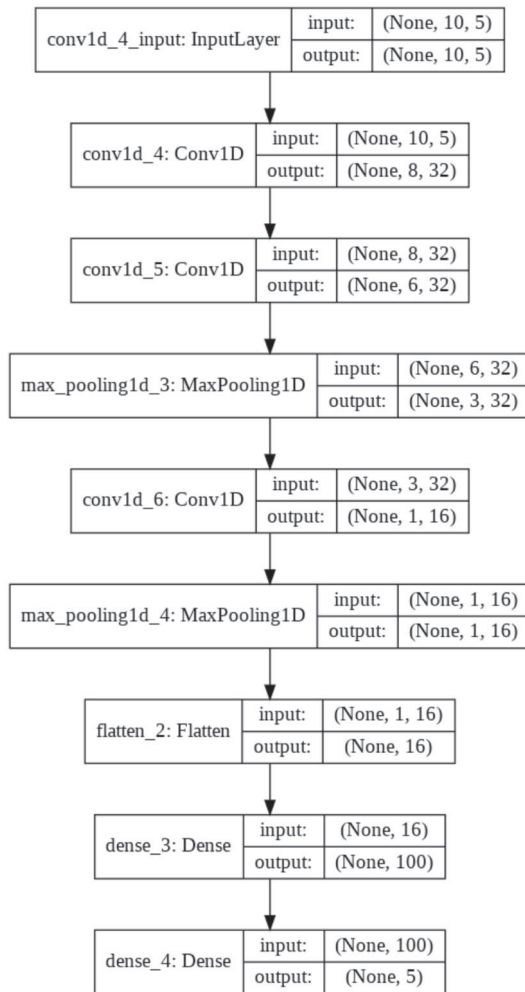 conv1d_4_input: InputLayer
input: (None, 10, 5)
output: (None, 10, 5)
conv1d_4: Conv1D
input: (None, 10, 5)
output: (None, 8, 32)
conv1d_5: Conv1D
input: (None, 8, 32)
output: (None, 6, 32)
max_pooling1d_3: MaxPooling1D
input: (None, 6, 32)
output: (None, 3, 32)
conv1d_6: Conv1D
input: (None, 3, 32)
output: (None, 1, 16)
max_pooling1d_4: MaxPooling1D
input: (None, 1, 16)
output: (None, 1, 16)
flatten_2: Flatten
input: (None, 1, 16)
output: (None, 16)
dense_3: Dense
input: (None, 16)
output: (None, 100)
dense_4: Dense
input: (None, 100)
output: (None, 5)